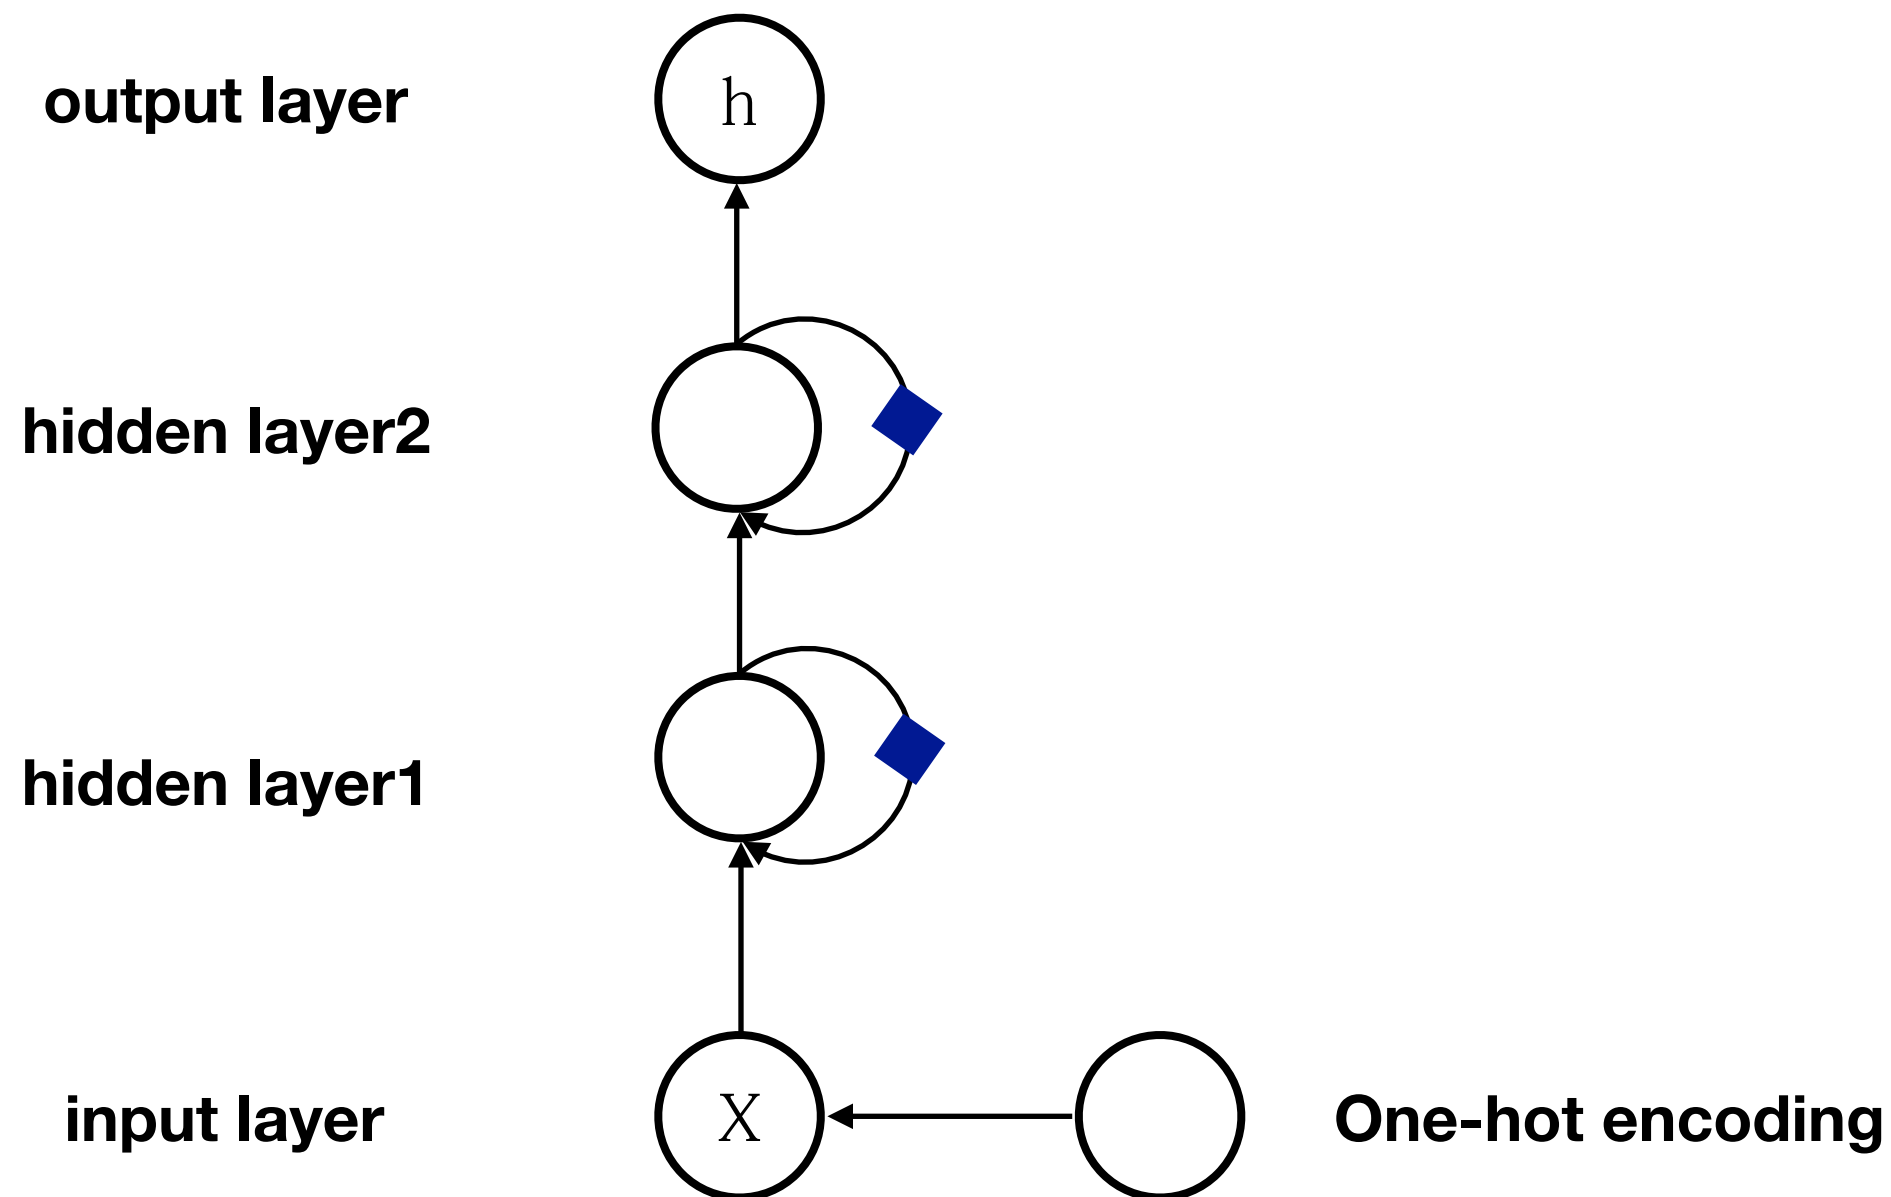 output layer
h
hidden layer2
hidden layer1
input layer
X
One-hot encoding